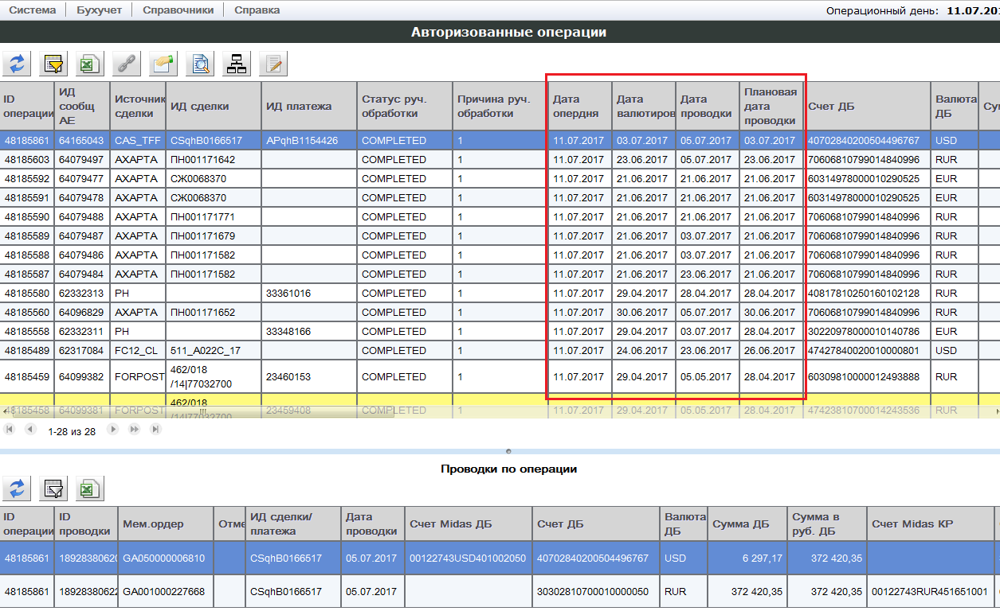 Система Бухучет Справочники Справка Операционный день: 11.07.20
Авторизованные операции
ID операции ИД сообщ АЕ Источник сделки ИД сделки ИД платежа Статус руч. обработки Причина руч. обработки Дата опердня Дата валютиров Дата проводки Плановая дата проводки Счет ДБ Валюта ДБ
48185861 64165043 CAS_TFF CSqhB0166517 APqhB1154426 COMPLETED 1 11.07.2017 03.07.2017 05.07.2017 03.07.2017 40702840200504496767 USD
48185603 64079497 AXAPTA ПН001171642 COMPLETED 1 11.07.2017 23.06.2017 05.07.2017 23.06.2017 70606810799014840996 RUR
48185592 64079477 AXAPTA СЖ0068370 COMPLETED 1 11.07.2017 21.06.2017 21.06.2017 21.06.2017 60314978000010290525 EUR
48185591 64079478 AXAPTA СЖ0068370 COMPLETED 1 11.07.2017 21.06.2017 21.06.2017 21.06.2017 60314978000010290525 EUR
48185590 64079488 AXAPTA ПН001171771 COMPLETED 1 11.07.2017 21.06.2017 21.06.2017 21.06.2017 70606810799014840996 RUR
48185589 64079487 AXAPTA ПН001171679 COMPLETED 1 11.07.2017 21.06.2017 03.07.2017 21.06.2017 70606810799014840996 RUR
48185588 64079486 AXAPTA ПН001171582 COMPLETED 1 11.07.2017 21.06.2017 03.07.2017 21.06.2017 70606810799014840996 RUR
48185587 64079484 AXAPTA ПН001171582 COMPLETED 1 11.07.2017 21.06.2017 23.06.2017 21.06.2017 70606810799014840996 RUR
48185580 62332313 PH 33361016 COMPLETED 1 11.07.2017 29.04.2017 28.04.2017 28.04.2017 40817810250160102128 RUR
48185560 64096829 AXAPTA ПН001171652 COMPLETED 1 11.07.2017 30.06.2017 05.07.2017 30.06.2017 70606810799014840996 RUR
48185558 62332311 PH 33348166 COMPLETED 1 11.07.2017 29.04.2017 03.07.2017 28.04.2017 30220978000010140786 EUR
48185489 62317084 FC12_CL 511_A022C_17 COMPLETED 1 11.07.2017 24.06.2017 23.06.2017 26.06.2017 47427840020010000801 USD
48185459 64099382 FORPOST 462/018 /14|77032700 23460153 COMPLETED 1 11.07.2017 29.04.2017 05.05.2017 28.04.2017 60309810000012493888 RUR
48185458 64099381 FORPOST 462/018 /14|77032700 23459408 COMPLETED 1 11.07.2017 29.04.2017 05.05.2017 28.04.2017 47423810700014243536 RUR
1-28 из 28
Проводки по операции
ID операции ID проводки Мем.ордер Отме ИД сделки/ платежа Дата проводки Счет Midas ДБ Счет ДБ Валюта ДБ Сумма ДБ Сумма в руб. ДБ Счет Midas КР
48185861 1892838062 GA050000006810 CSqhB0166517 05.07.2017 00122743USD401002050 40702840200504496767 USD 6 297,17 372 420,35
48185861 1892838062 GA001000227668 CSqhB0166517 05.07.2017 30302810700010000050 RUR 372 420,35 372 420,35 00122743RUR451651001